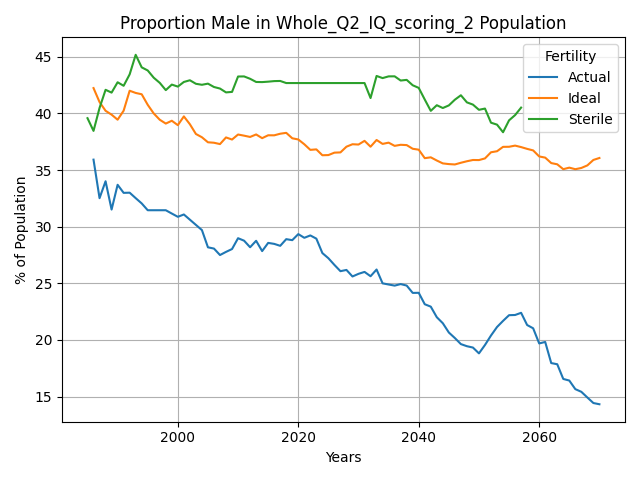 Proportion Male in Whole_Q2_IQ_scoring_2 Population
% of Population
45
40
35
30
25
20
15
Fertility
Actual
Ideal
Sterile
2000
2020
2040
2060
Years